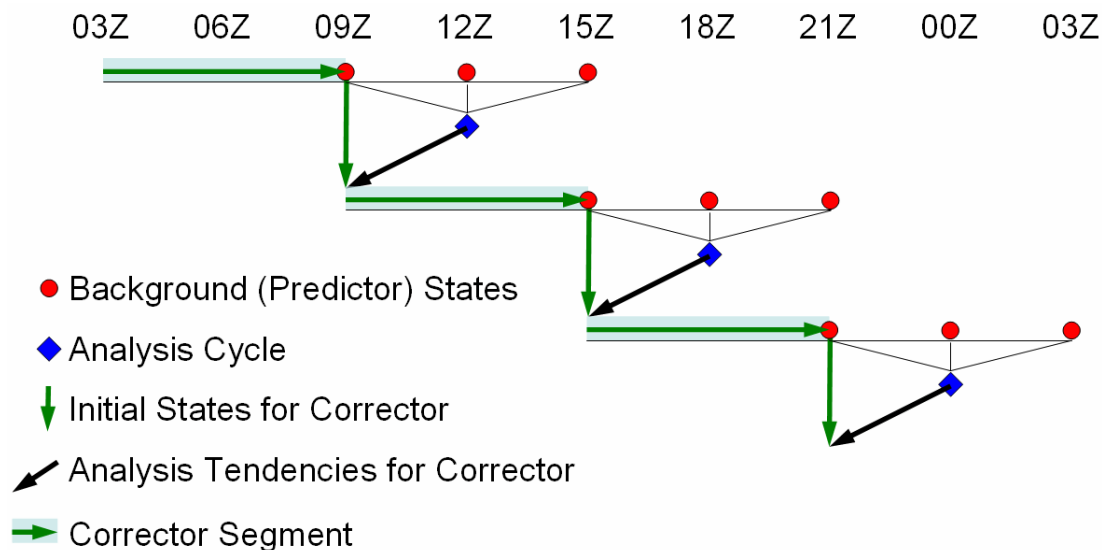 03Z 06Z 09Z 12Z 15Z 18Z 21Z 00Z 03Z
Background (Predictor) States
Analysis Cycle
Initial States for Corrector
Analysis Tendencies for Corrector
Corrector Segment